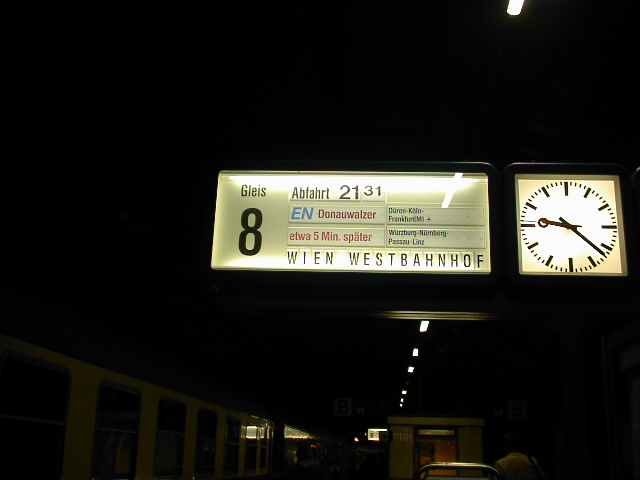 Gleis
8
Abfahrt 21 31
EN Donauwalzer
Düren-Köln-
Frankfurt(M) +
etwa 5 Min. später
Würzburg-Nürnberg-
Passau-Linz
WIEN WESTBAHNHOF
B
B